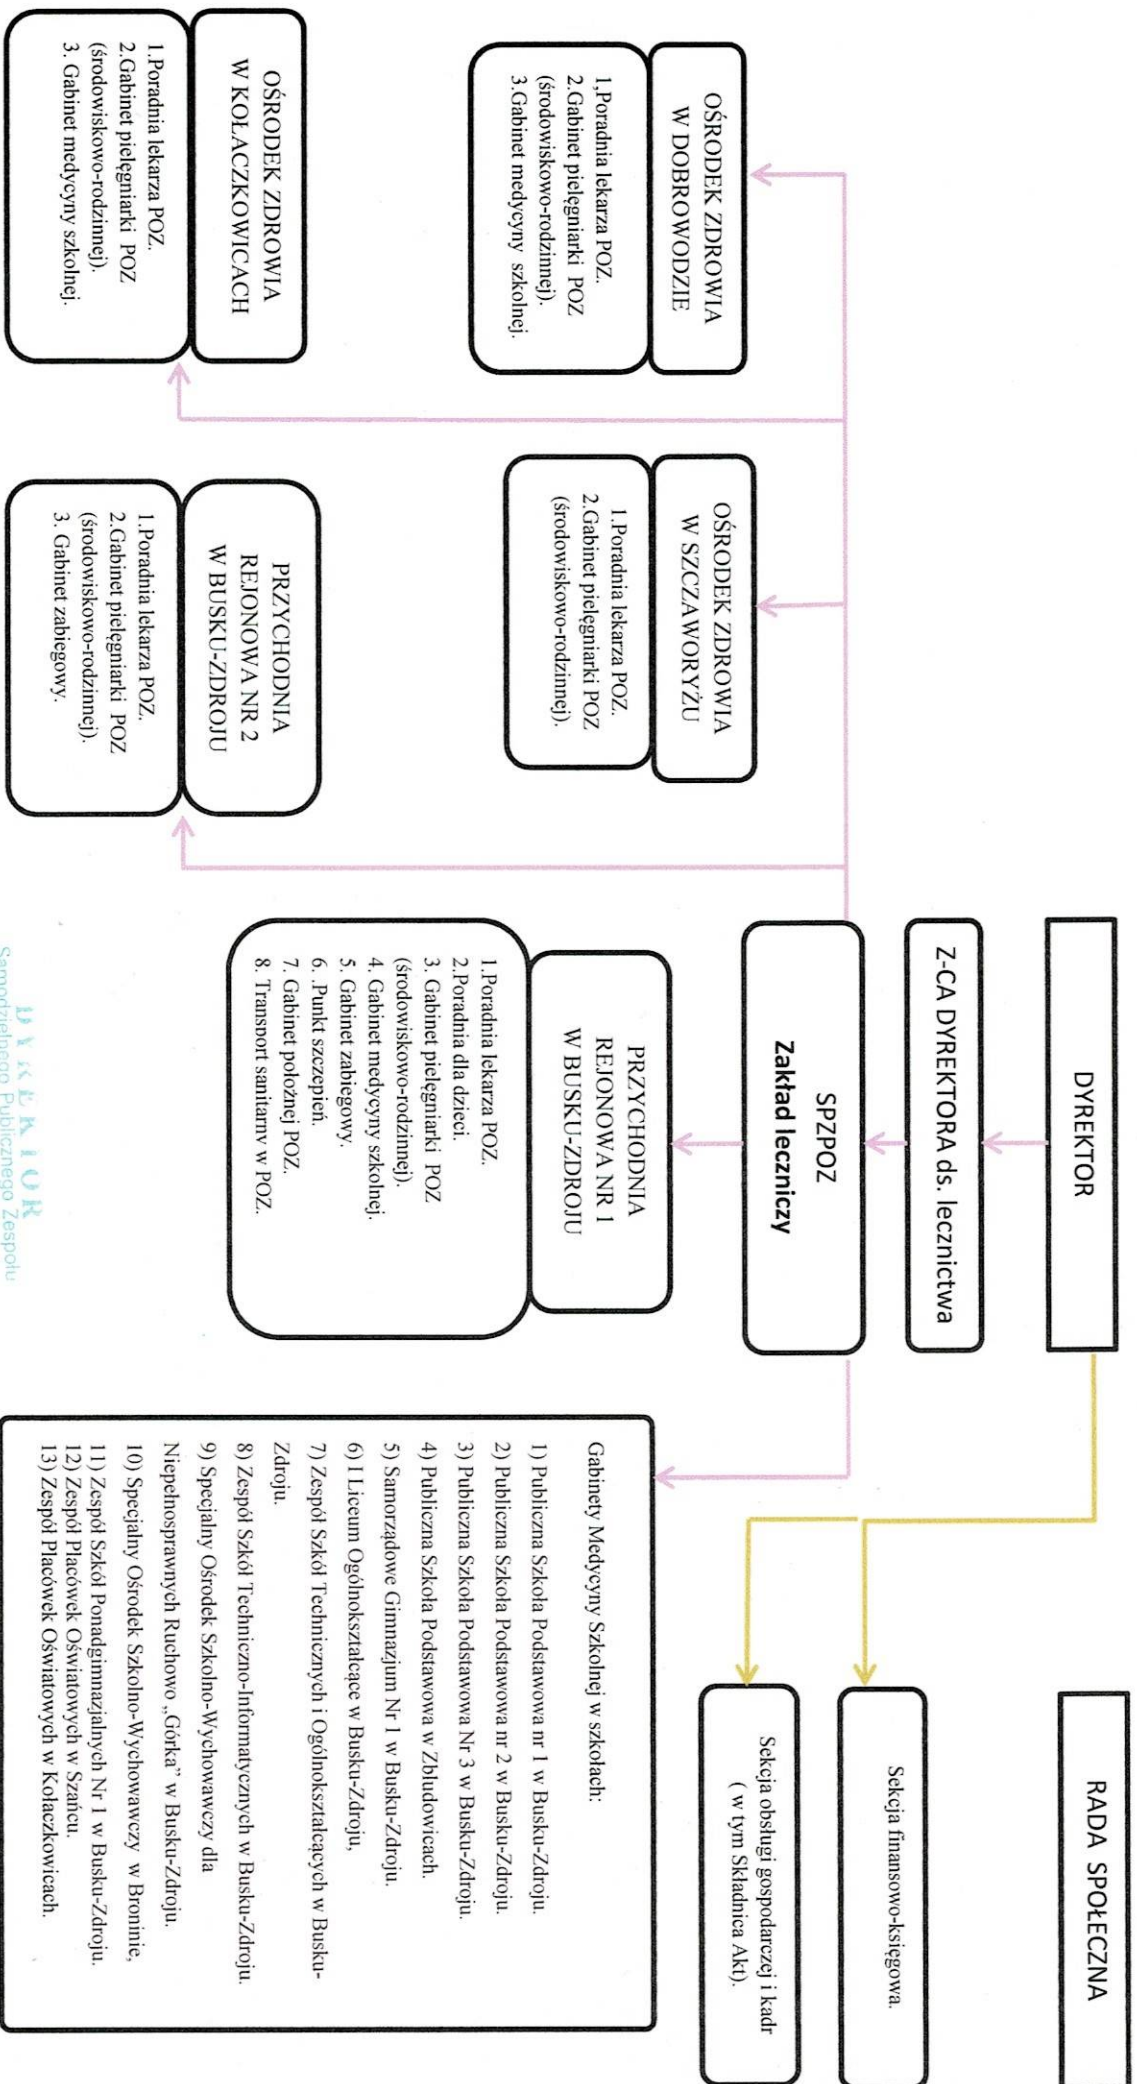 DYREKTOR
RADA SPOŁECZNA
Z-CA DYREKTORA ds. lecznictwa
SPZPOZ
Zakład leczniczy
Sekcja finansowo-księgowa.
Sekcja obsługi gospodarczej i kadr
( w tym Składnica Akt).
OŚRODEK ZDROWIA
W DOBROWODZIE
1,Poradnia lekarza POZ.
2.Gabinet pielęgniarki POZ
(środowiskowo-rodzinnej).
3.Gabinet medycyny szkolnej.
OŚRODEK ZDROWIA
W SZCZAWORYŻU
1.Poradnia lekarza POZ.
2.Gabinet pielęgniarki POZ
(środowiskowo-rodzinnej).
PRZYCHODNIA
REJONOWA NR 1
W BUSKU-ZDROJU
1.Poradnia lekarza POZ.
2.Poradnia dla dzieci.
3. Gabinet pielęgniarki POZ
(środowiskowo-rodzinnej).
4. Gabinet medycyny szkolnej.
5. Gabinet zabiegowy.
6. .Punkt szczepień.
7. Gabinet położnej POZ.
8. Transport sanitarny w POZ.
Gabinety Medycyny Szkolnej w szkołach:
1) Publiczna Szkoła Podstawowa nr 1 w Busku-Zdroju.
2) Publiczna Szkoła Podstawowa nr 2 w Busku-Zdroju.
3) Publiczna Szkoła Podstawowa Nr 3 w Busku-Zdroju.
4) Publiczna Szkoła Podstawowa w Zbludowicach.
5) Samorządowe Gimnazjum Nr 1 w Busku-Zdroju.
6) I Liceum Ogólnokształcące w Busku-Zdroju,
7) Zespół Szkół Technicznych i Ogólnokształcących w Busku-
Zdroju.
8) Zespół Szkół Techniczno-Informatycznych w Busku-Zdroju.
9) Specjalny Ośrodek Szkolno-Wychowawczy dla
Niepełnosprawnych Ruchowo „Górka” w Busku-Zdroju.
10) Specjalny Ośrodek Szkolno-Wychowawczy w Broninie,
11) Zespół Szkół Ponadgimnazjalnych Nr 1 w Busku-Zdroju.
12) Zespół Placówek Oświatowych w Szańcu.
13) Zespół Placówek Oświatowych w Kołaczkowicach.
OŚRODEK ZDROWIA
W KOŁACZKOWICACH
1.Poradnia lekarza POZ.
2.Gabinet pielęgniarki POZ
(środowiskowo-rodzinnej).
3. Gabinet medycyny szkolnej.
PRZYCHODNIA
REJONOWA NR 2
W BUSKU-ZDROJU
1.Poradnia lekarza POZ.
2.Gabinet pielęgniarki POZ
(środowiskowo-rodzinnej).
3. Gabinet zabiegowy.
DYREKTOR
Samodzielnego Publicznego Zespołu